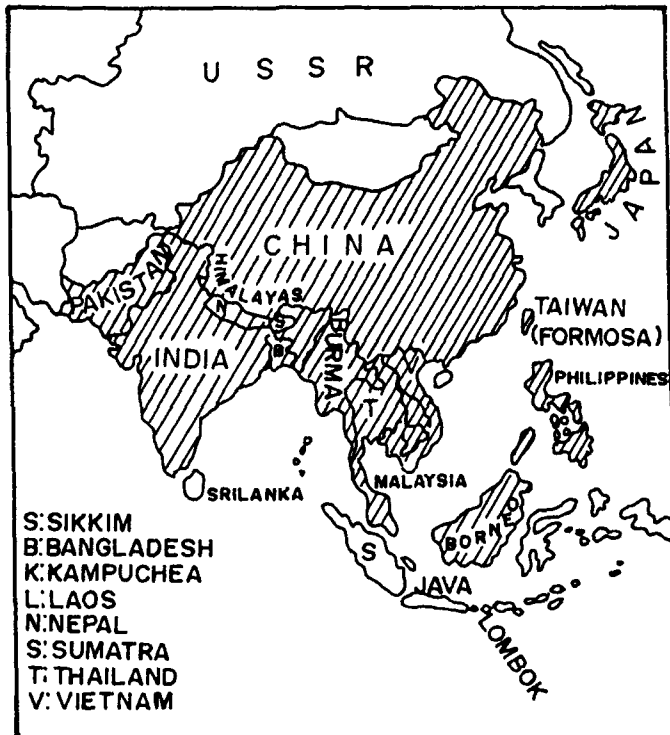 USSR
JAPAN
CHINA
HIMALAYAS
PAKISTAN
N
S
TAIWAN
(FORMOSA)
INDIA
B
BURMA
PHILIPPINES
T
SRILANKA
MALAYSIA
BORNEO
S
JAVA
LOMBOK
S: SIKKIM
B: BANGLADESH
K: KAMPUCHEA
L: LAOS
N: NEPAL
S: SUMATRA
T: THAILAND
V: VIETNAM